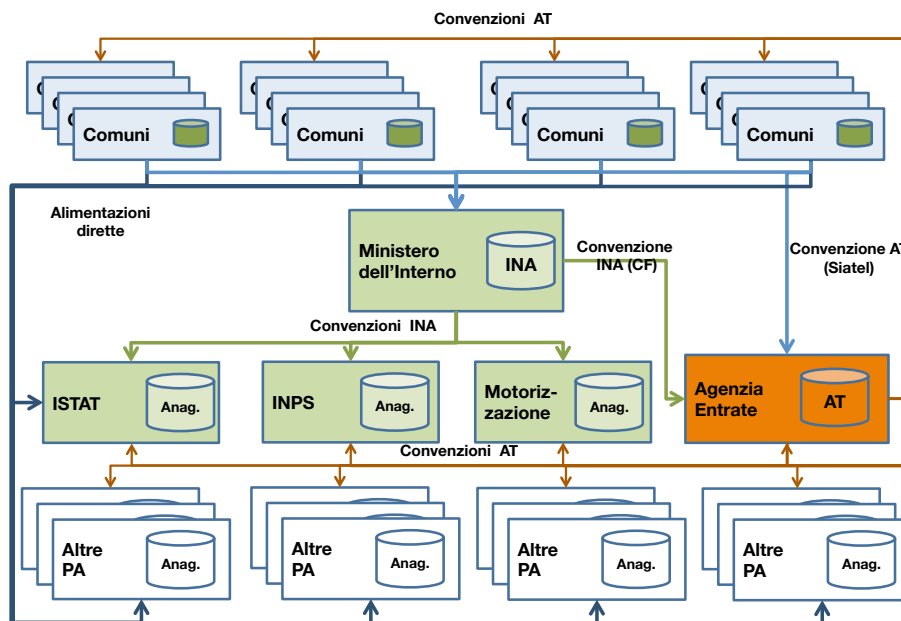 Convenzioni AT
C
C
C
Comuni
C
C
C
Comuni
C
C
C
Comuni
C
C
C
Comuni
Alimentazioni
dirette
Ministero
dell'Interno
INA
Convenzione
INA (CF)
Convenzione AT
(Siatel)
Convenzioni INA
ISTAT
Anag.
INPS
Anag.
Motoriz-
zazione
Anag.
Agenzia
Entrate
AT
Convenzioni AT
Altre
PA
Anag.
Altre
PA
Anag.
Altre
PA
Anag.
Altre
PA
Anag.